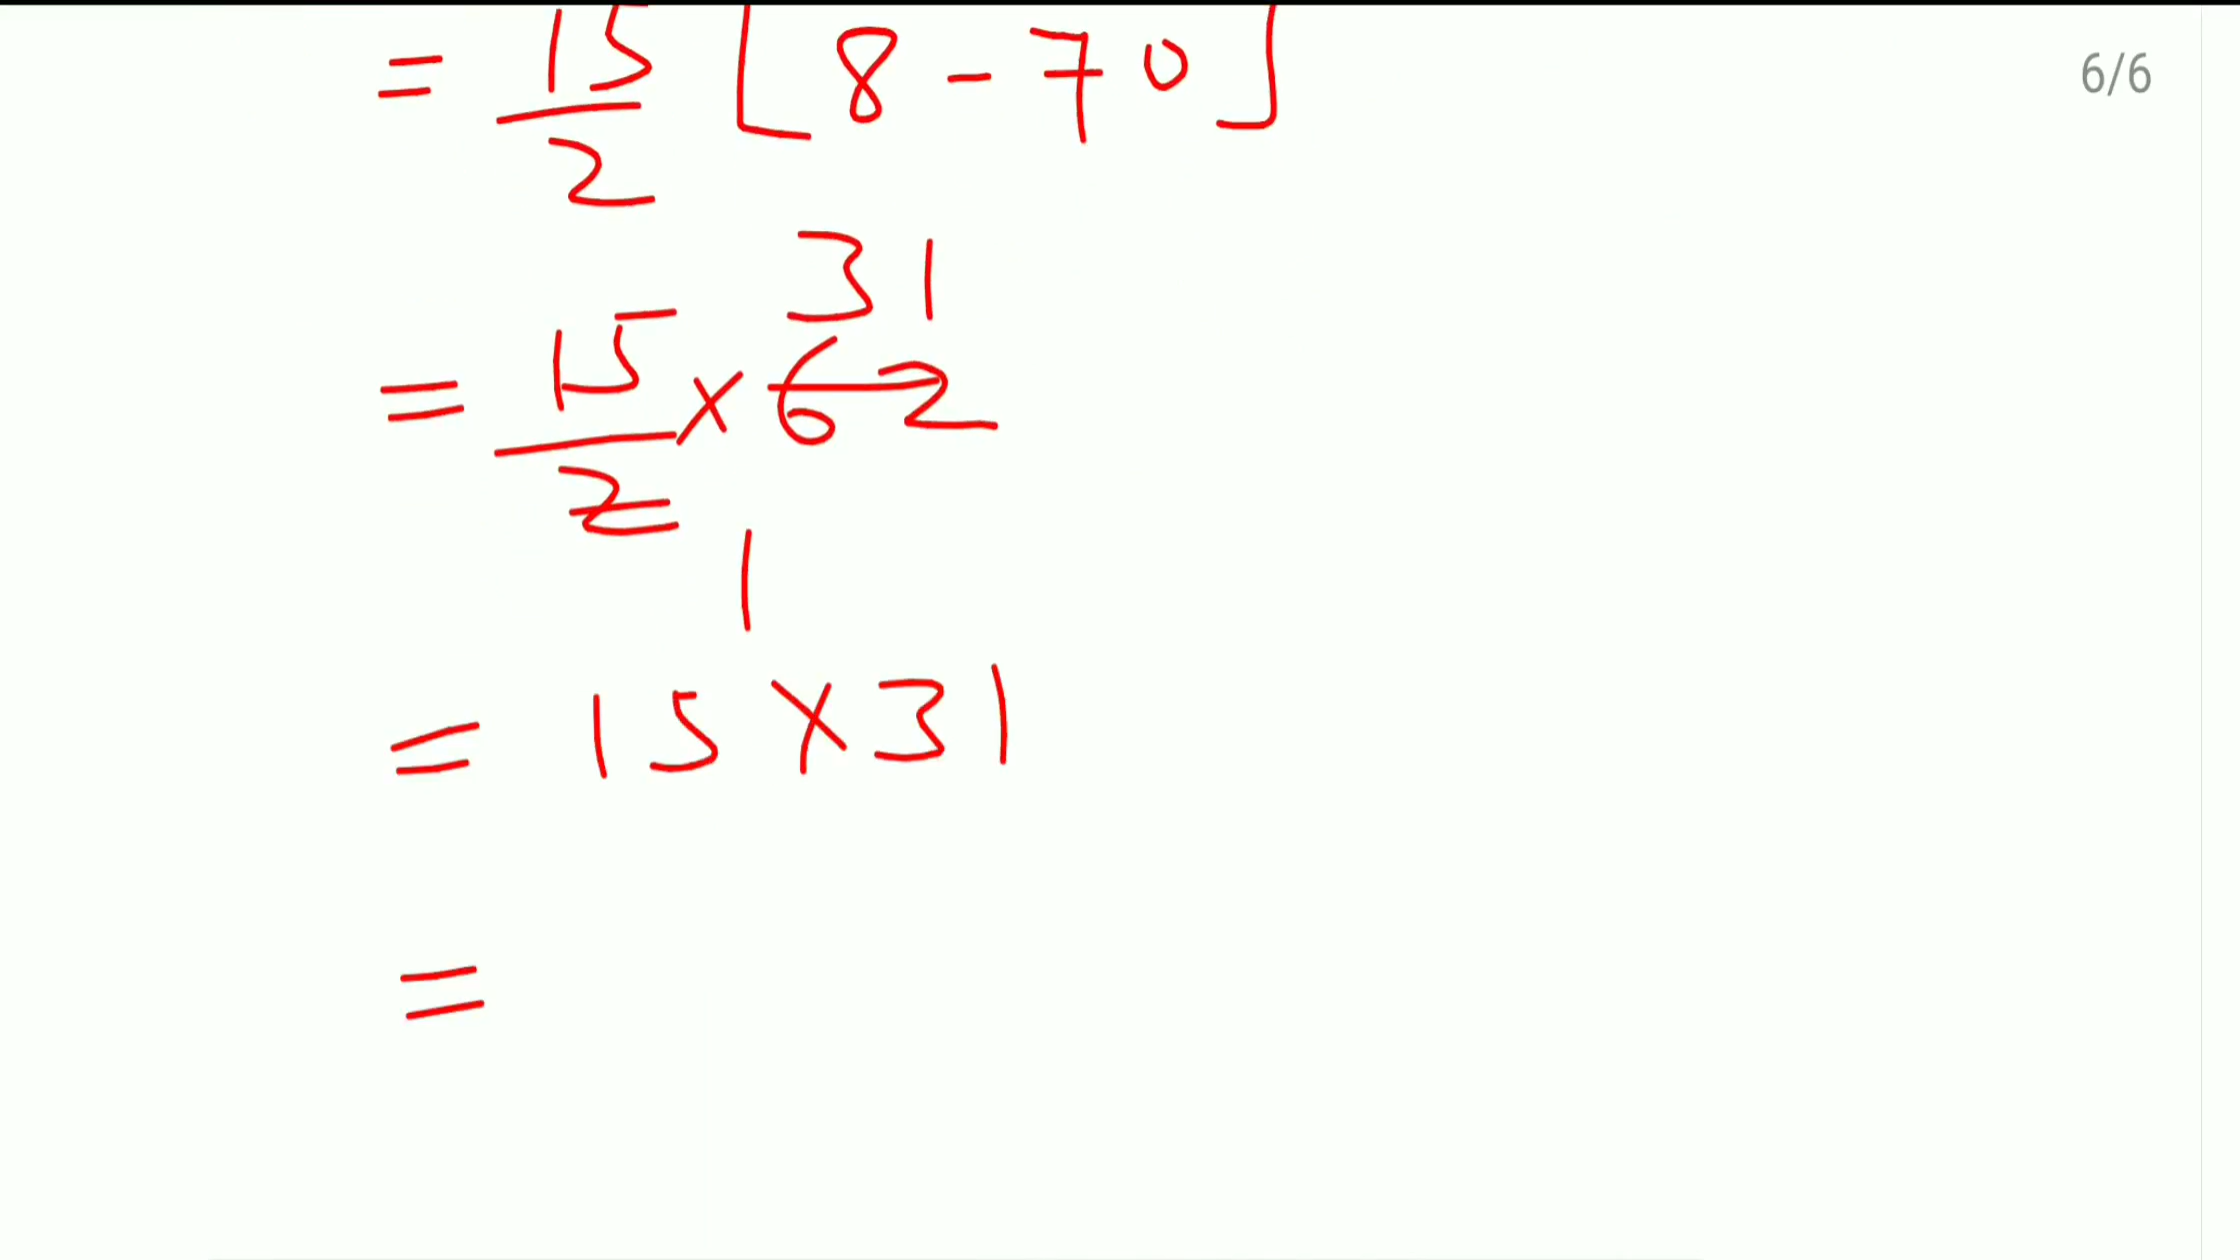 = 15/2 [8 - 70]
6/6
31
= 15/2 × 62
1
= 15 × 31
=